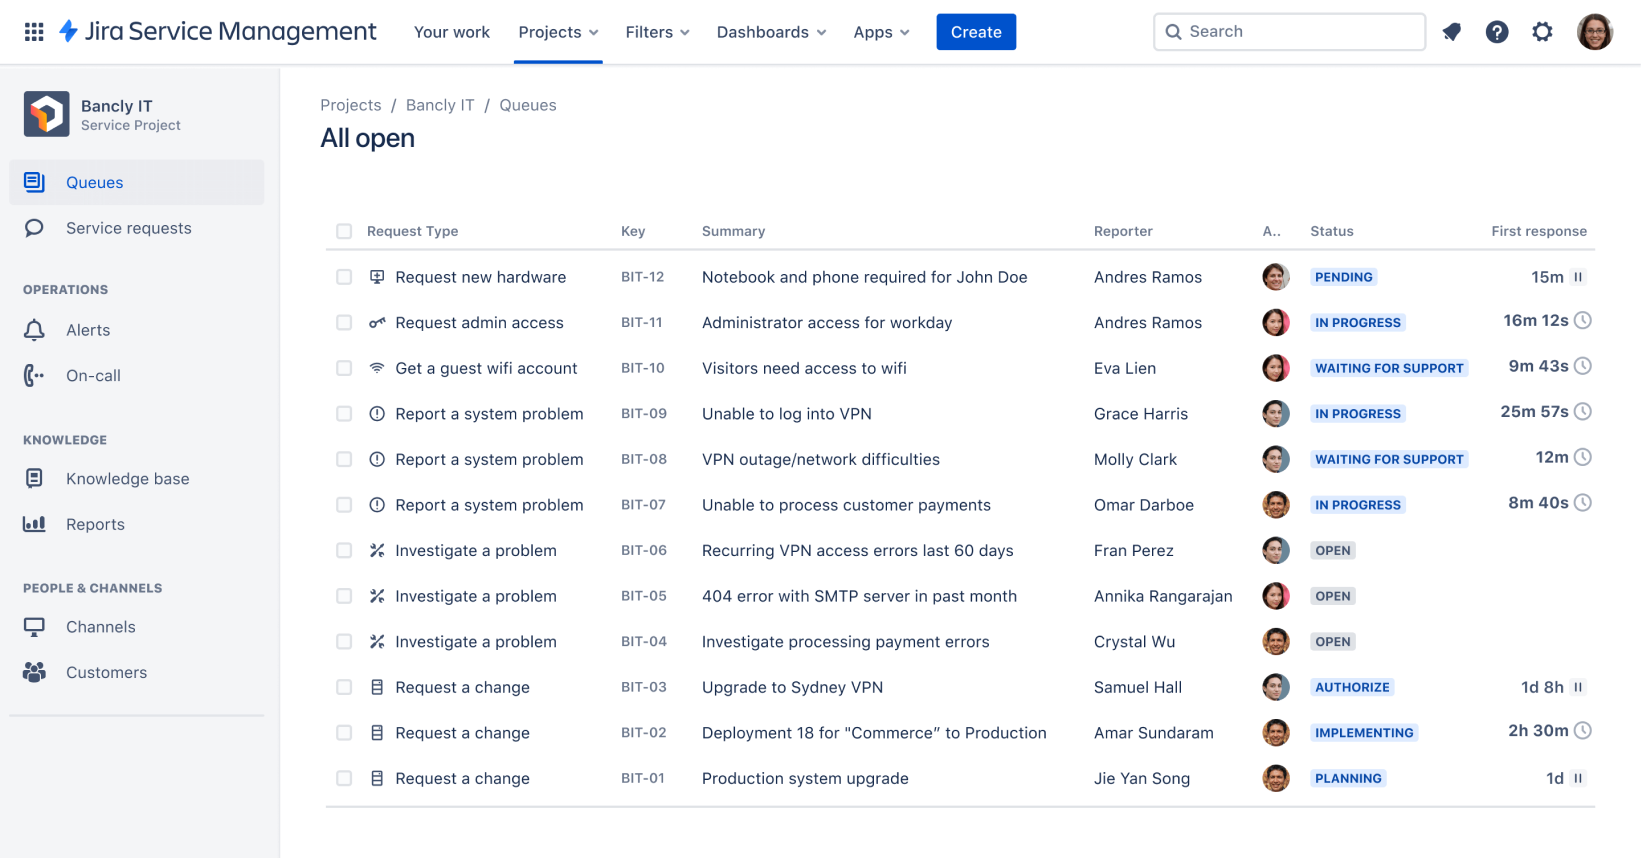 Jira Service Management Your work Projects Filters Dashboards Apps Create Search
Bancly IT
Service Project
Queues
Service requests
OPERATIONS
Alerts
On-call
KNOWLEDGE
Knowledge base
Reports
PEOPLE & CHANNELS
Channels
Customers
Projects / Bancly IT / Queues
All open
Request Type Key Summary Reporter A.. Status First response
Request new hardware BIT-12 Notebook and phone required for John Doe Andres Ramos PENDING 15m
Request admin access BIT-11 Administrator access for workday Andres Ramos IN PROGRESS 16m 12s
Get a guest wifi account BIT-10 Visitors need access to wifi Eva Lien WAITING FOR SUPPORT 9m 43s
Report a system problem BIT-09 Unable to log into VPN Grace Harris IN PROGRESS 25m 57s
Report a system problem BIT-08 VPN outage/network difficulties Molly Clark WAITING FOR SUPPORT 12m
Report a system problem BIT-07 Unable to process customer payments Omar Darboe IN PROGRESS 8m 40s
Investigate a problem BIT-06 Recurring VPN access errors last 60 days Fran Perez OPEN
Investigate a problem BIT-05 404 error with SMTP server in past month Annika Rangarajan OPEN
Investigate a problem BIT-04 Investigate processing payment errors Crystal Wu OPEN
Request a change BIT-03 Upgrade to Sydney VPN Samuel Hall AUTHORIZE 1d 8h
Request a change BIT-02 Deployment 18 for "Commerce” to Production Amar Sundaram IMPLEMENTING 2h 30m
Request a change BIT-01 Production system upgrade Jie Yan Song PLANNING 1d